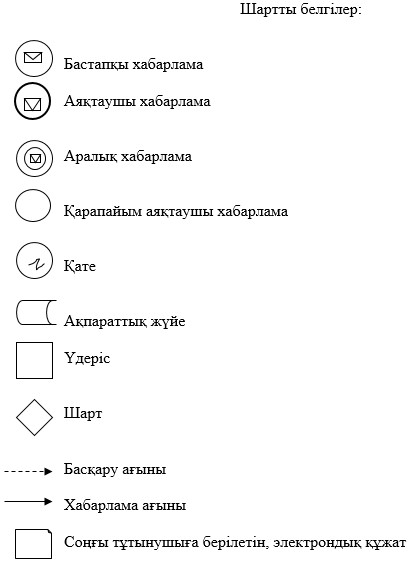 Шартты белгілер:
Бастапқы хабарлама
Аяқтаушы хабарлама
Аралық хабарлама
Қарапайым аяқтаушы хабарлама
Қате
Ақпараттық жүйе
Үдеріс
Шарт
Басқару ағыны
Хабарлама ағыны
Соңғы тұтынушыға берілетін, электрондық құжат